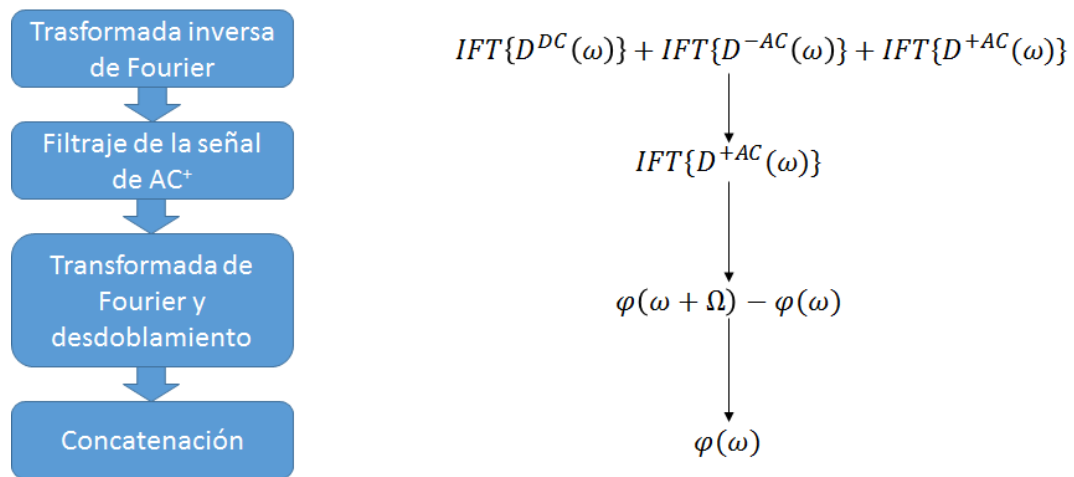 Trasformada inversa
de Fourier
IFT{D^{DC}(ω)} + IFT{D^{-AC}(ω)} + IFT{D^{+AC}(ω)}
Filtraje de la señal
de AC⁺
IFT{D^{+AC}(ω)}
Transformada de
Fourier y
desdoblamiento
φ(ω + Ω) − φ(ω)
Concatenación
φ(ω)